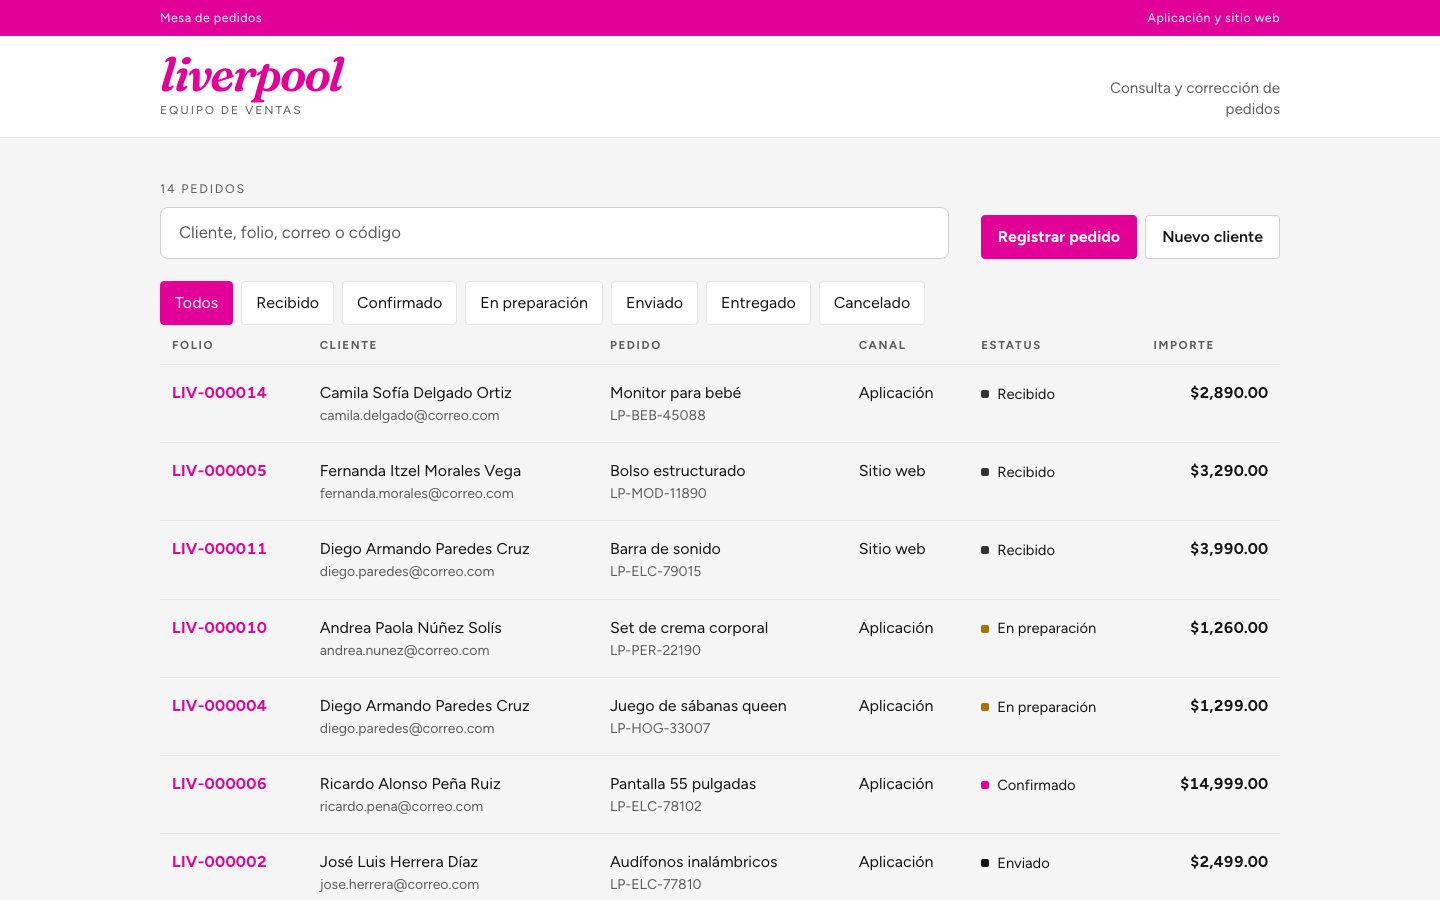 Mesa de pedidos
Aplicación y sitio web
liverpool
EQUIPO DE VENTAS
Consulta y corrección de
pedidos
14 PEDIDOS
Cliente, folio, correo o código
Registrar pedido
Nuevo cliente
Todos
Recibido
Confirmado
En preparación
Enviado
Entregado
Cancelado
FOLIO CLIENTE PEDIDO CANAL ESTATUS IMPORTE
LIV-000014 Camila Sofía Delgado Ortiz Monitor para bebé Aplicación Recibido $2,890.00
camila.delgado@correo.com LP-BEB-45088
LIV-000005 Fernanda Itzel Morales Vega Bolso estructurado Sitio web Recibido $3,290.00
fernanda.morales@correo.com LP-MOD-11890
LIV-000011 Diego Armando Paredes Cruz Barra de sonido Sitio web Recibido $3,990.00
diego.paredes@correo.com LP-ELC-79015
LIV-000010 Andrea Paola Núñez Solís Set de crema corporal Aplicación En preparación $1,260.00
andrea.nunez@correo.com LP-PER-22190
LIV-000004 Diego Armando Paredes Cruz Juego de sábanas queen Aplicación En preparación $1,299.00
diego.paredes@correo.com LP-HOG-33007
LIV-000006 Ricardo Alonso Peña Ruiz Pantalla 55 pulgadas Aplicación Confirmado $14,999.00
ricardo.pena@correo.com LP-ELC-78102
LIV-000002 José Luis Herrera Díaz Audífonos inalámbricos Aplicación Enviado $2,499.00
jose.herrera@correo.com LP-ELC-77810